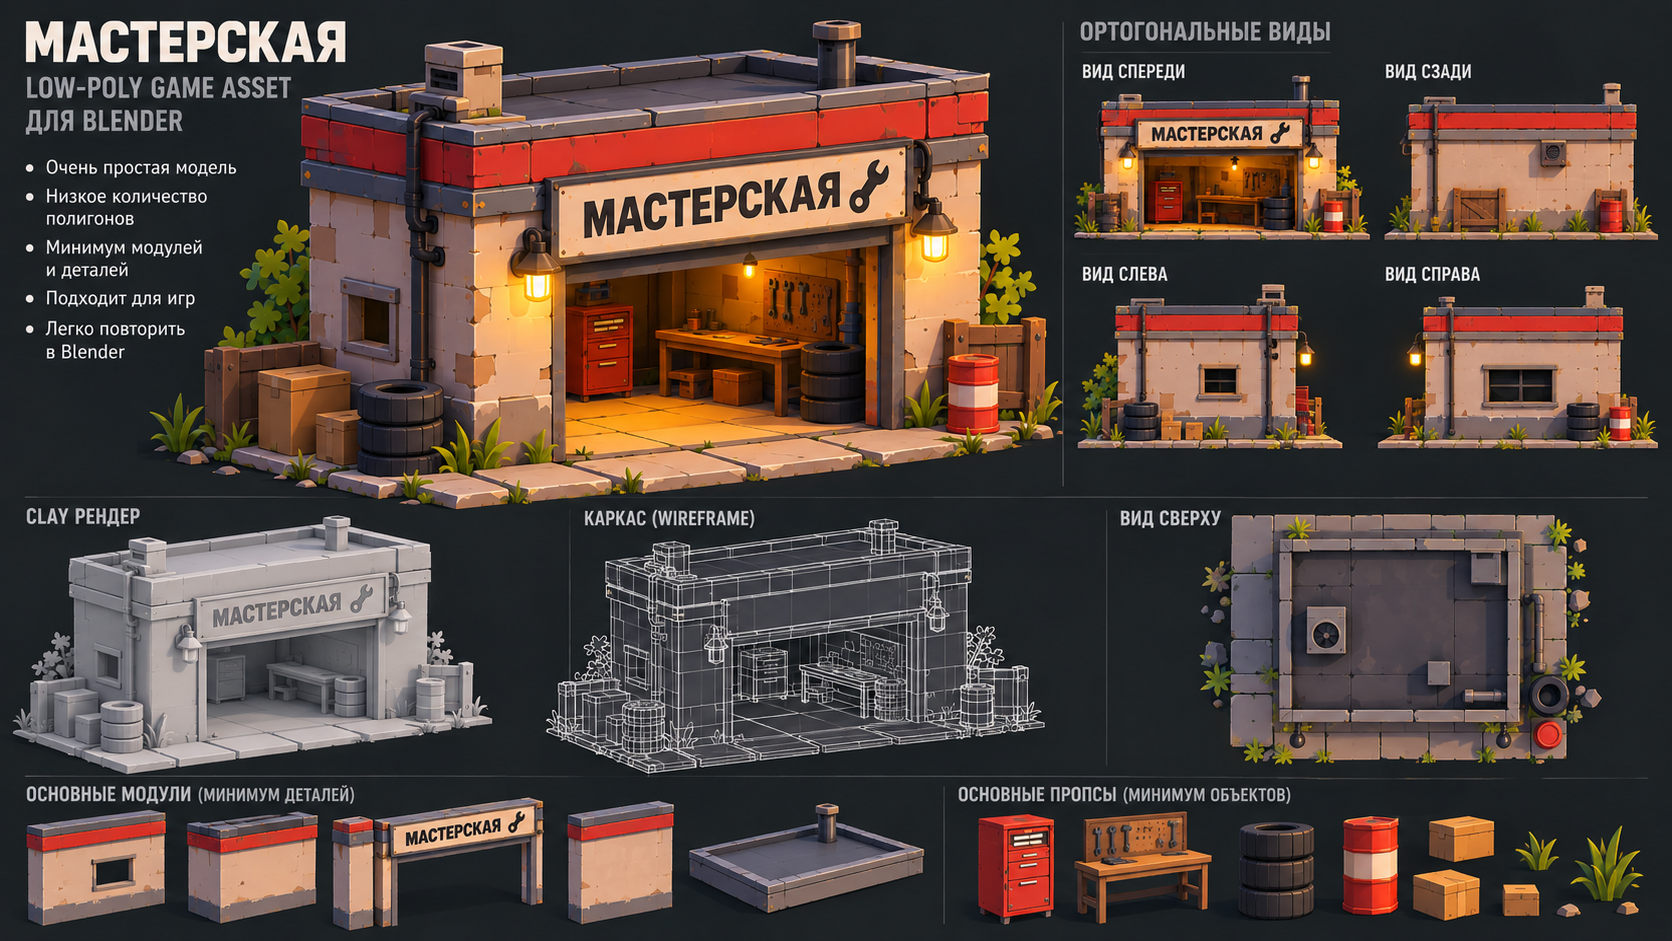 МАСТЕРСКАЯ
LOW-POLY GAME ASSET
ДЛЯ BLENDER
• Очень простая модель
• Низкое количество
полигонов
• Минимум модулей
и деталей
• Подходит для игр
• Легко повторить
в Blender
МАСТЕРСКАЯ
ОРТОГОНАЛЬНЫЕ ВИДЫ
ВИД СПЕРЕДИ
МАСТЕРСКАЯ
ВИД СЗАДИ
ВИД СЛЕВА
ВИД СПРАВА
CLAY РЕНДЕР
МАСТЕРСКАЯ
КАРКАС (WIREFRAME)
ВИД СВЕРХУ
ОСНОВНЫЕ МОДУЛИ (МИНИМУМ ДЕТАЛЕЙ)
МАСТЕРСКАЯ
ОСНОВНЫЕ ПРОПСЫ (МИНИМУМ ОБЪЕКТОВ)